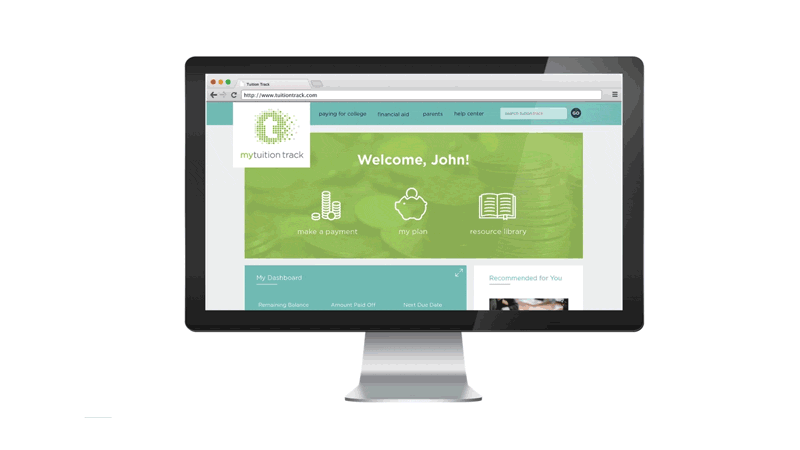 Tuition Track
http://www.tuitiontrack.com
paying for college financial aid parents help center search tuitiontrack GO
t
mytuition track
Welcome, John!
make a payment my plan resource library
My Dashboard
Recommended for You
Remaining Balance Amount Paid Off Next Due Date